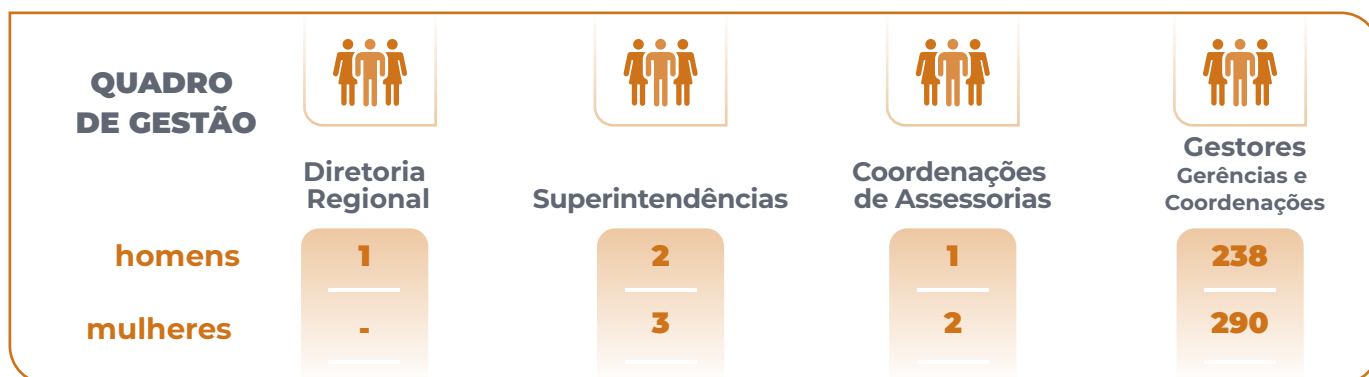 QUADRO
DE GESTÃO
Diretoria
Regional
Superintendências
Coordenações
de Assessorias
Gestores
Gerências e
Coordenações
homens 1 2 1 238
mulheres - 3 2 290